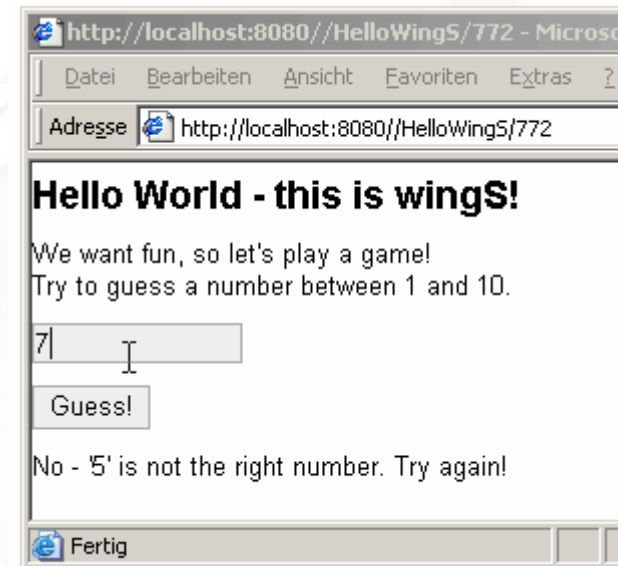 http://localhost:8080//HelloWingS/772 - Micros
Datei Bearbeiten Ansicht Favoriten Extras ?
Adresse http://localhost:8080//HelloWingS/772
Hello World - this is wingS!
We want fun, so let's play a game!
Try to guess a number between 1 and 10.
7
Guess!
No - '5' is not the right number. Try again!
Fertig